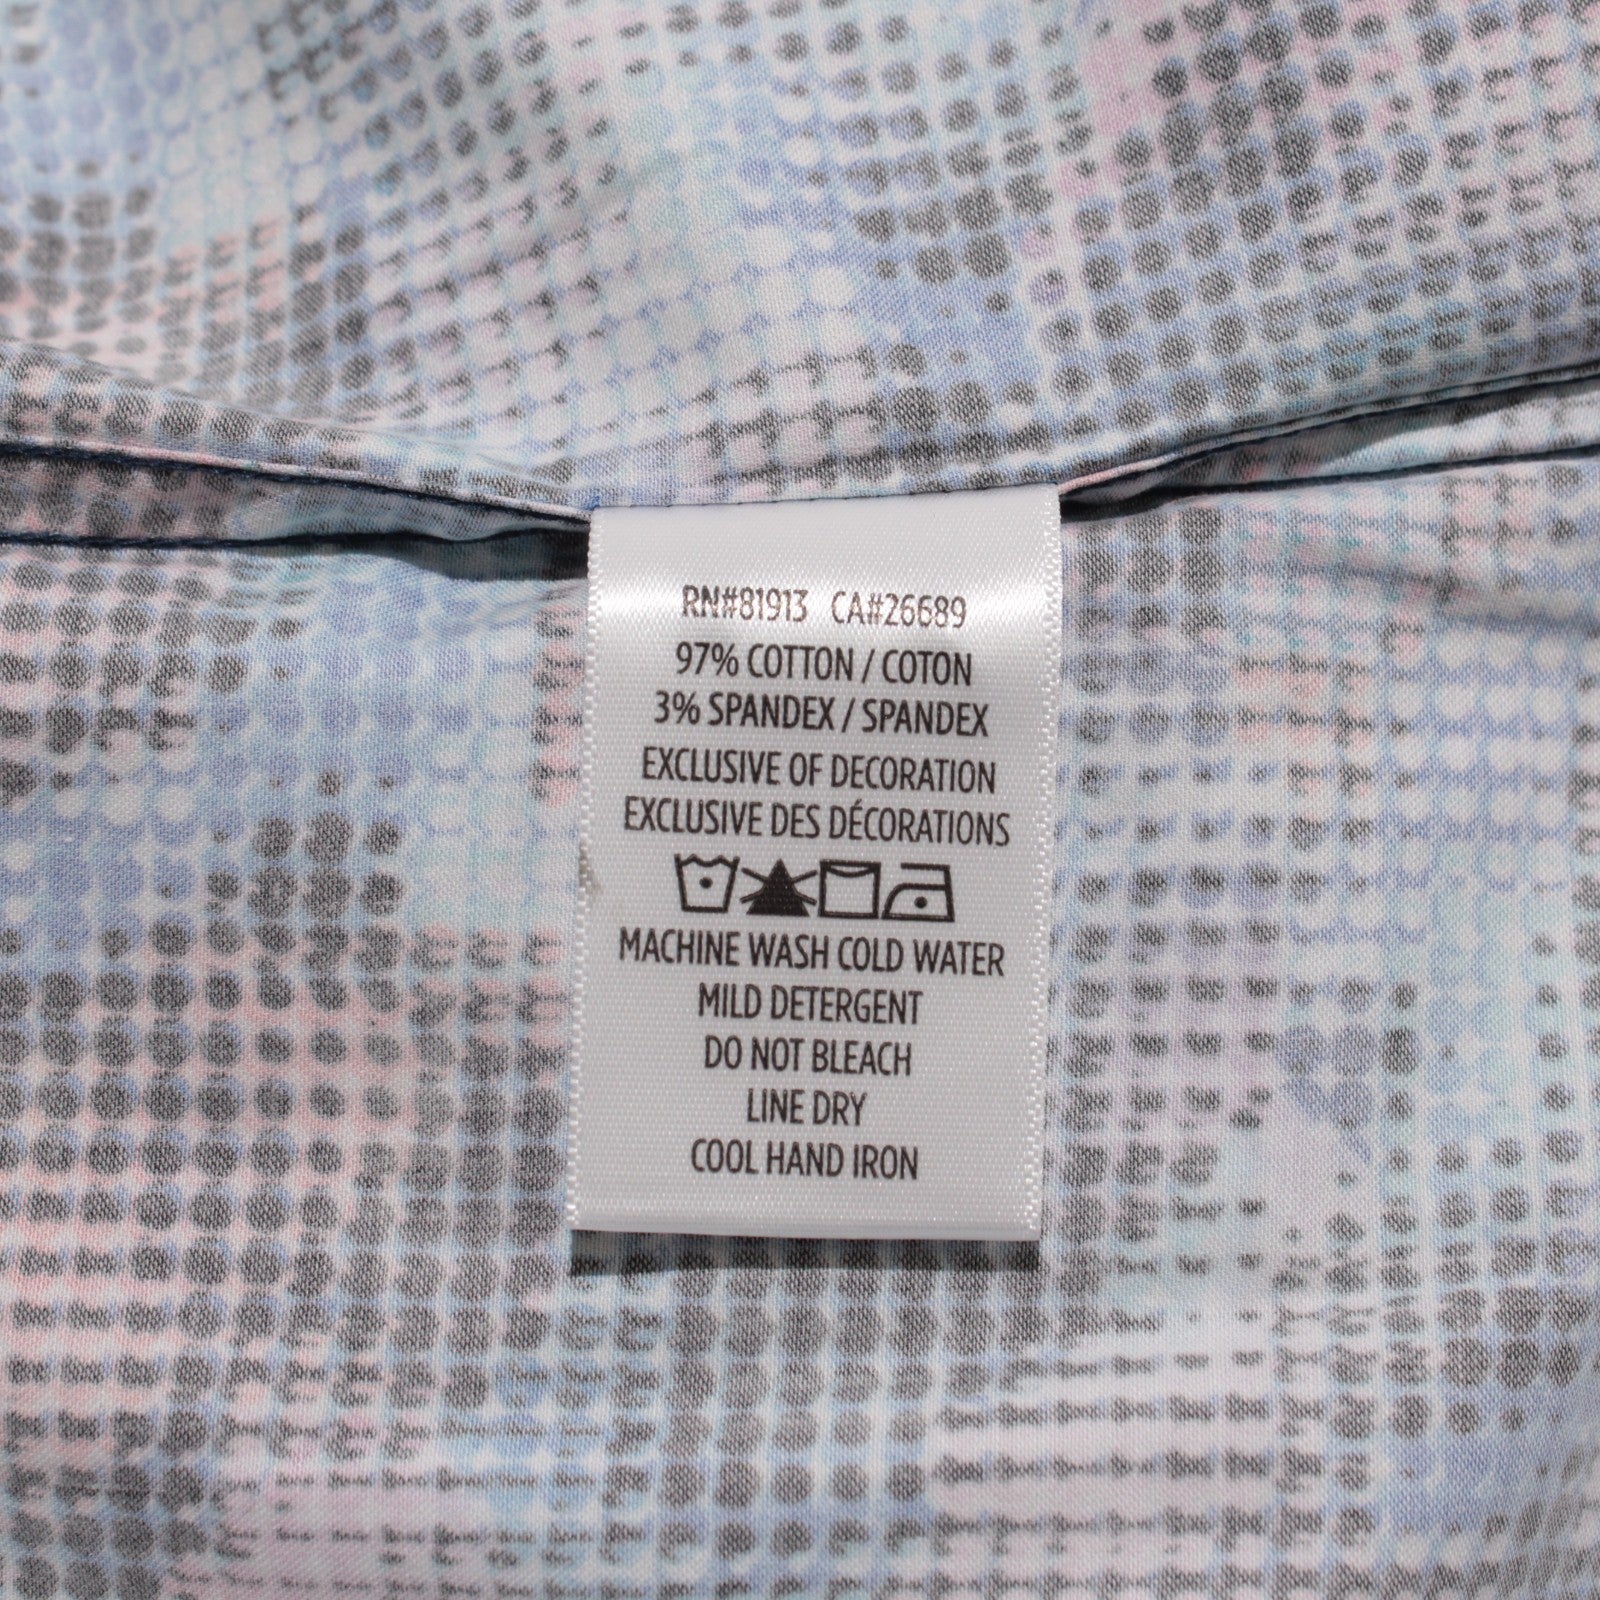 RN#81913 CA#26689
97% COTTON / COTON
3% SPANDEX / SPANDEX
EXCLUSIVE OF DECORATION
EXCLUSIVE DES DÉCORATIONS
MACHINE WASH COLD WATER
MILD DETERGENT
DO NOT BLEACH
LINE DRY
COOL HAND IRON